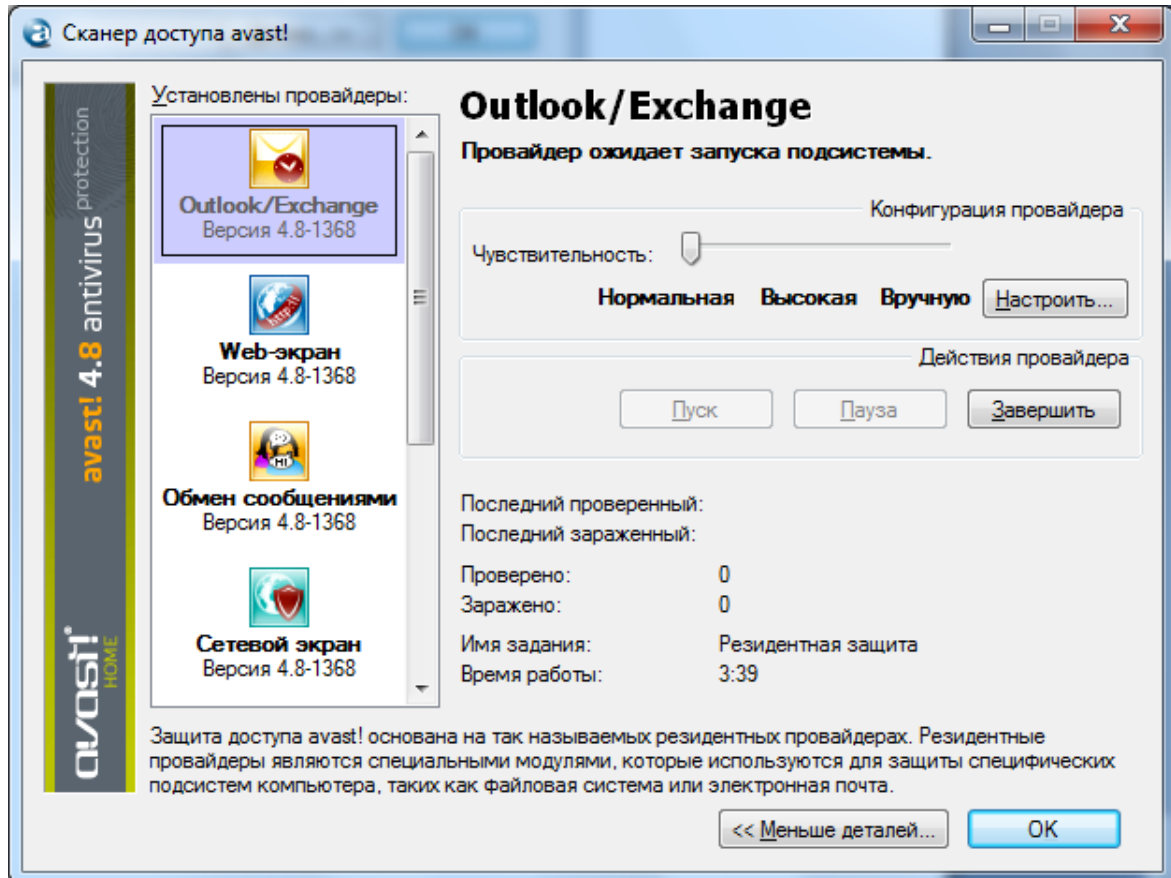 Сканер доступа avast!
avast! 4.8 antivirus protection
avast! HOME
Установлены провайдеры:
Outlook/Exchange
Версия 4.8-1368
http://
Web-экран
Версия 4.8-1368
HI
Обмен сообщениями
Версия 4.8-1368
Сетевой экран
Версия 4.8-1368
Outlook/Exchange
Провайдер ожидает запуска подсистемы.
Конфигурация провайдера
Чувствительность:
Нормальная Высокая Вручную Настроить...
Действия провайдера
Пуск Пауза Завершить
Последний проверенный:
Последний зараженный:
Проверено: 0
Заражено: 0
Имя задания: Резидентная защита
Время работы: 3:39
Защита доступа avast! основана на так называемых резидентных провайдерах. Резидентные
провайдеры являются специальными модулями, которые используются для защиты специфических
подсистем компьютера, таких как файловая система или электронная почта.
<< Меньше деталей... OK